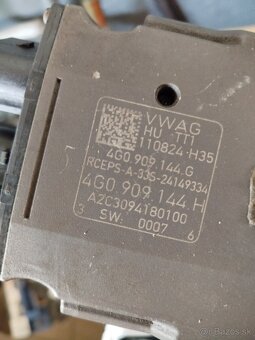 VWAG
HU TT1
110824-H35
4G0 909 144 G
RCEPS-A-03S-24149334
4G0 909 144 H
A2C3094180100
3 SW: 0007 6
© bazos.sk